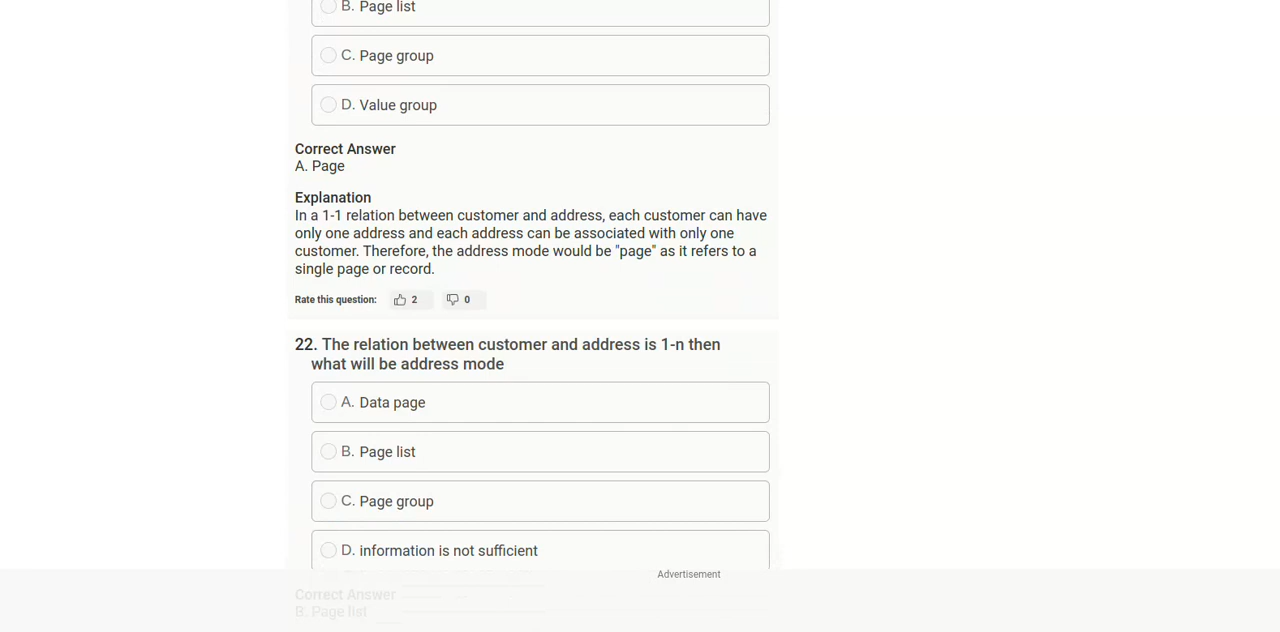 B. Page list
C. Page group
D. Value group
Correct Answer
A. Page
Explanation
In a 1-1 relation between customer and address, each customer can have
only one address and each address can be associated with only one
customer. Therefore, the address mode would be "page" as it refers to a
single page or record.
Rate this question: 2 0
22. The relation between customer and address is 1-n then
what will be address mode
A. Data page
B. Page list
C. Page group
D. information is not sufficient
Advertisement
Correct Answer
B. Page list